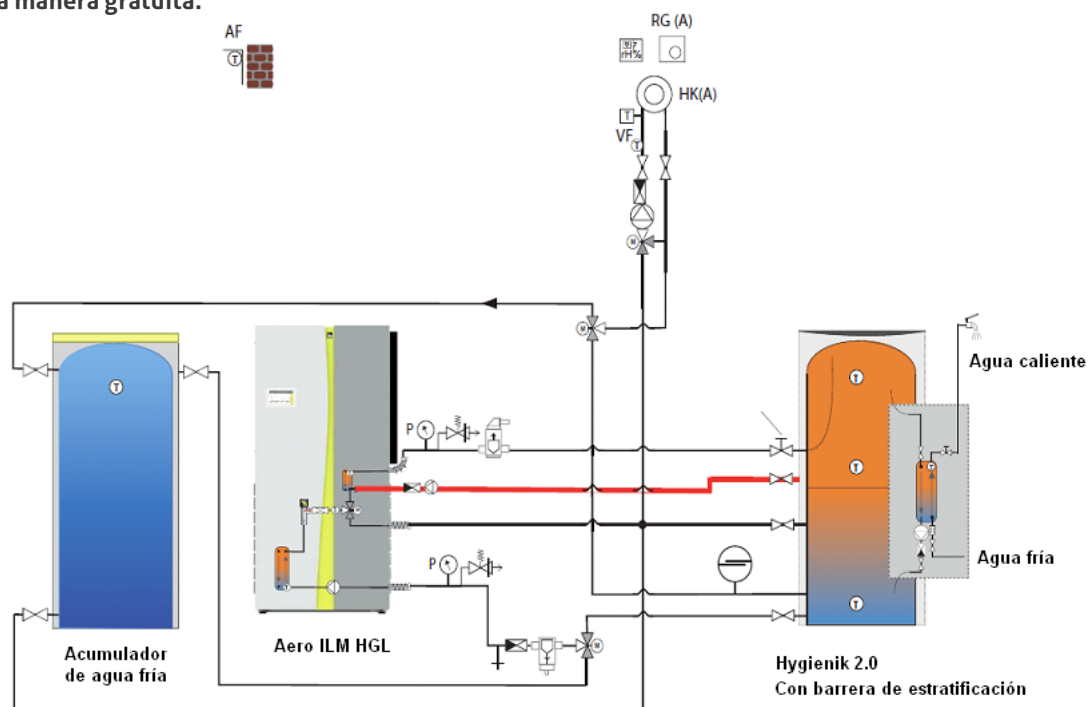 a manera gratuita.
AF
T
RG (A)
rH%
HK(A)
T
VF
T
M
M
T
P
T
T
T
T
Agua caliente
Agua fría
P
M
Acumulador
de agua fría
Aero ILM HGL
Hygienik 2.0
Con barrera de estratificación